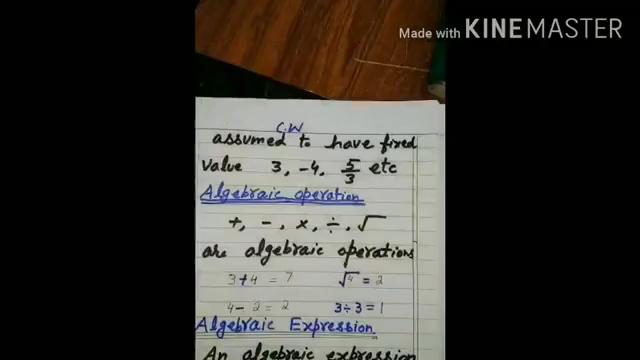 Made with KINEMASTER
C.W
assumed to have fixed
value 3, -4, 5/3 etc
Algebraic operation
+, -, ×, ÷, √
are algebraic operations
3+4 = 7 √4 = 2
4-2 = 2 3÷3 = 1
Algebraic Expression
An algebraic expression